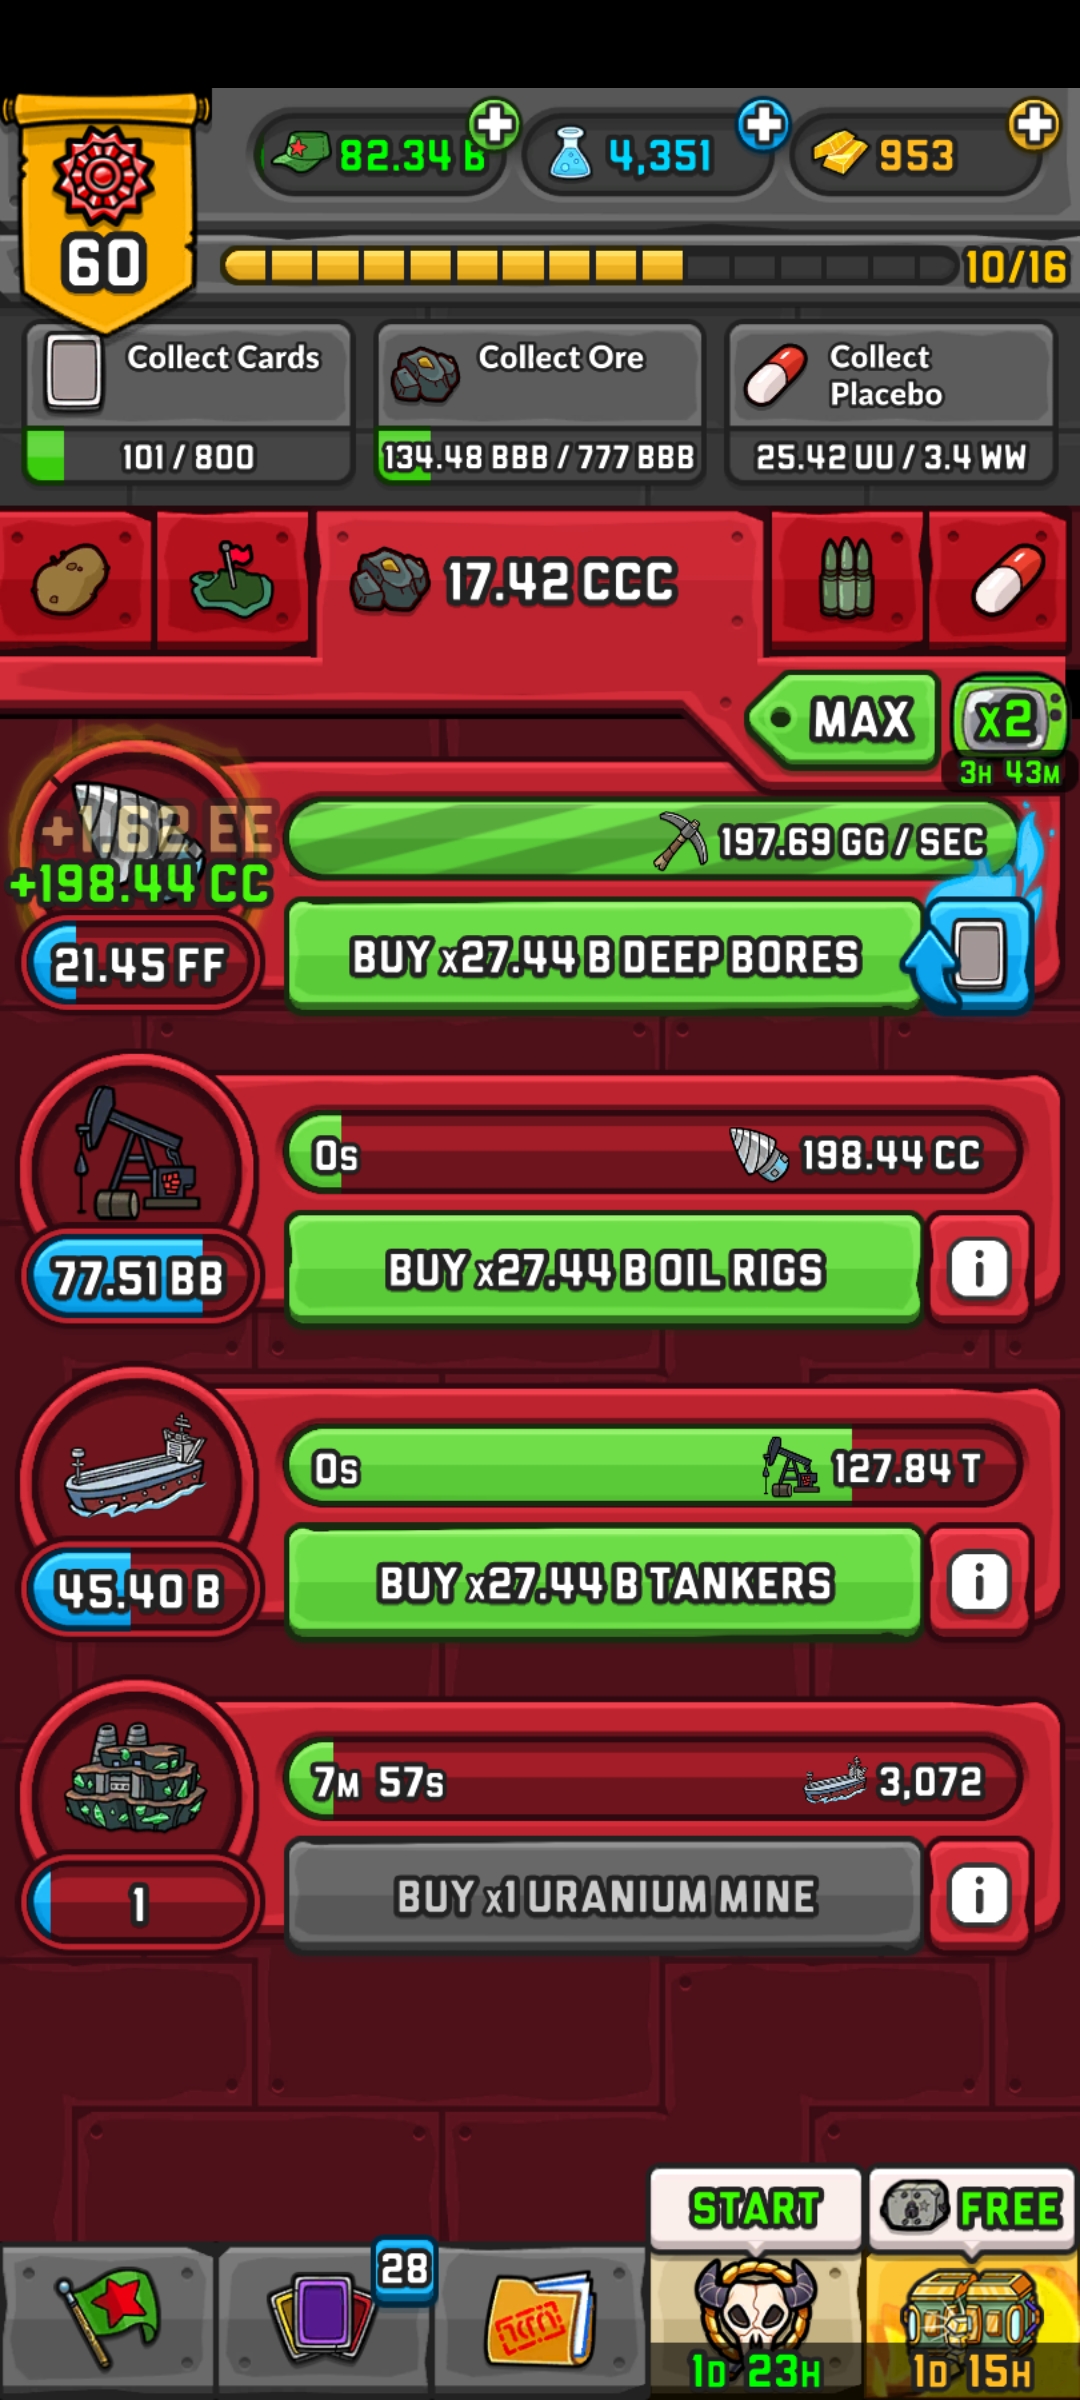 60
82.34 B
4,351
953
10/16
Collect Cards
101 / 800
Collect Ore
134.48 BBB / 777 BBB
Collect
Placebo
25.42 UU / 3.4 WW
17.42 CCC
MAX
x2
3H 43M
+1.62 EE
+198.44 CC
21.45 FF
197.69 GG / SEC
BUY x27.44 B DEEP BORES
0s
198.44 CC
77.51 BB
BUY x27.44 B OIL RIGS
i
0s
127.84 T
45.40 B
BUY x27.44 B TANKERS
i
7M 57s
3,072
1
BUY x1 URANIUM MINE
i
28
START
1D 23H
FREE
1D 15H